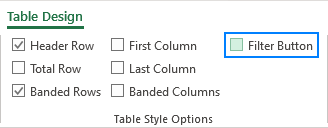 Table Design
Header Row First Column Filter Button
Total Row Last Column
Banded Rows Banded Columns
Table Style Options